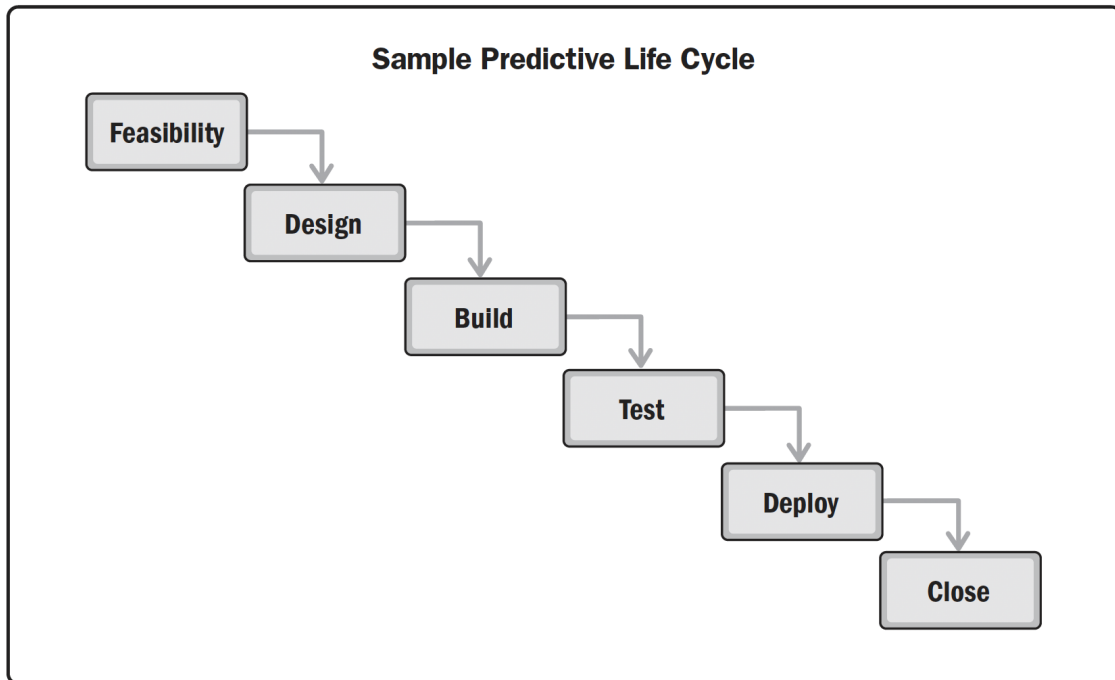 Sample Predictive Life Cycle
Feasibility
Design
Build
Test
Deploy
Close